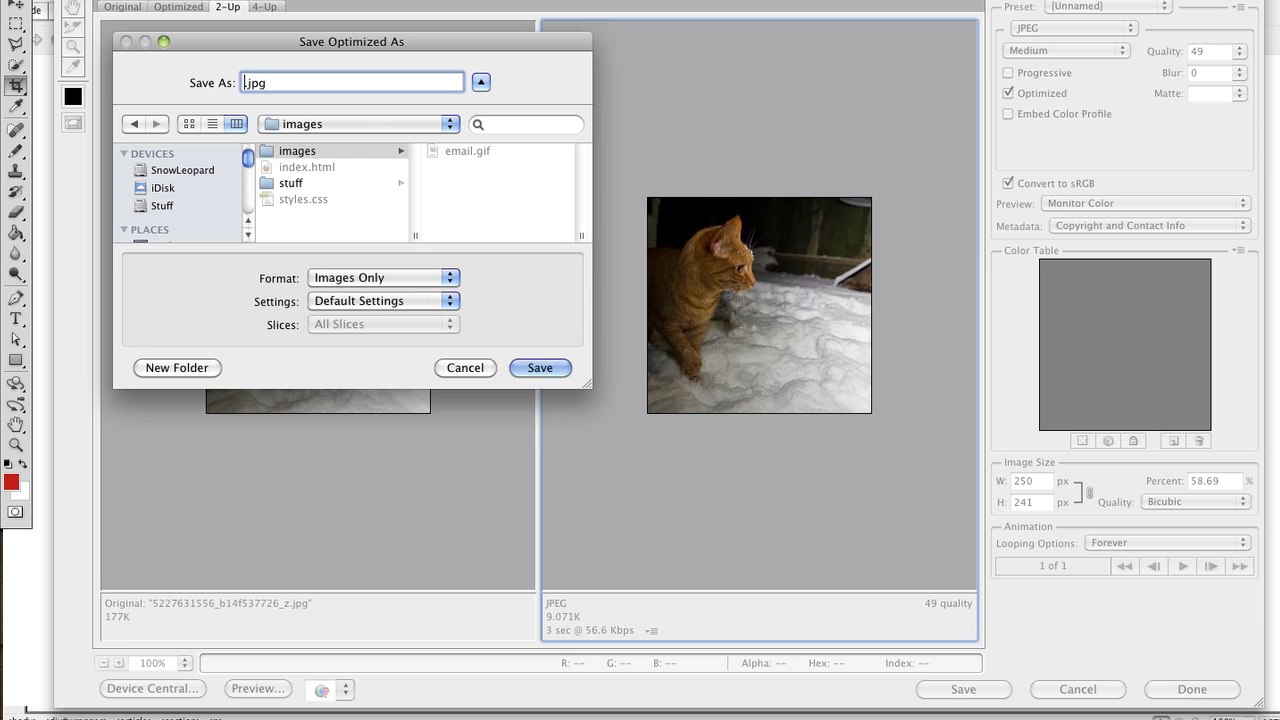 de
Original Optimized 2-Up 4-Up
Save Optimized As
Save As: .jpg
images
DEVICES
SnowLeopard
iDisk
Stuff
PLACES
images
index.html
stuff
styles.css
email.gif
Format: Images Only
Settings: Default Settings
Slices: All Slices
New Folder Cancel Save
Preset: [Unnamed]
JPEG
Medium Quality: 49
Progressive Blur: 0
Optimized Matte:
Embed Color Profile
Convert to sRGB
Preview: Monitor Color
Metadata: Copyright and Contact Info
Color Table
Image Size
W: 250 px Percent: 58.69 %
H: 241 px Quality: Bicubic
Animation
Looping Options: Forever
1 of 1
Original: "5227631556_b14f537726_z.jpg"
177K
JPEG 49 quality
9.071K
3 sec @ 56.6 Kbps
100% R: -- G: -- B: -- Alpha: -- Hex: -- Index: --
Device Central... Preview... Save Cancel Done